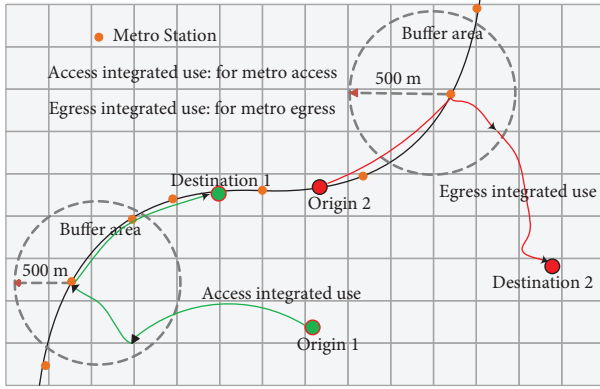 Buffer area
Metro Station
Access integrated use: for metro access
500 m
Egress integrated use: for metro egress
Destination 1
Egress integrated use
Origin 2
Buffer area
500 m
Destination 2
Access integrated use
Origin 1